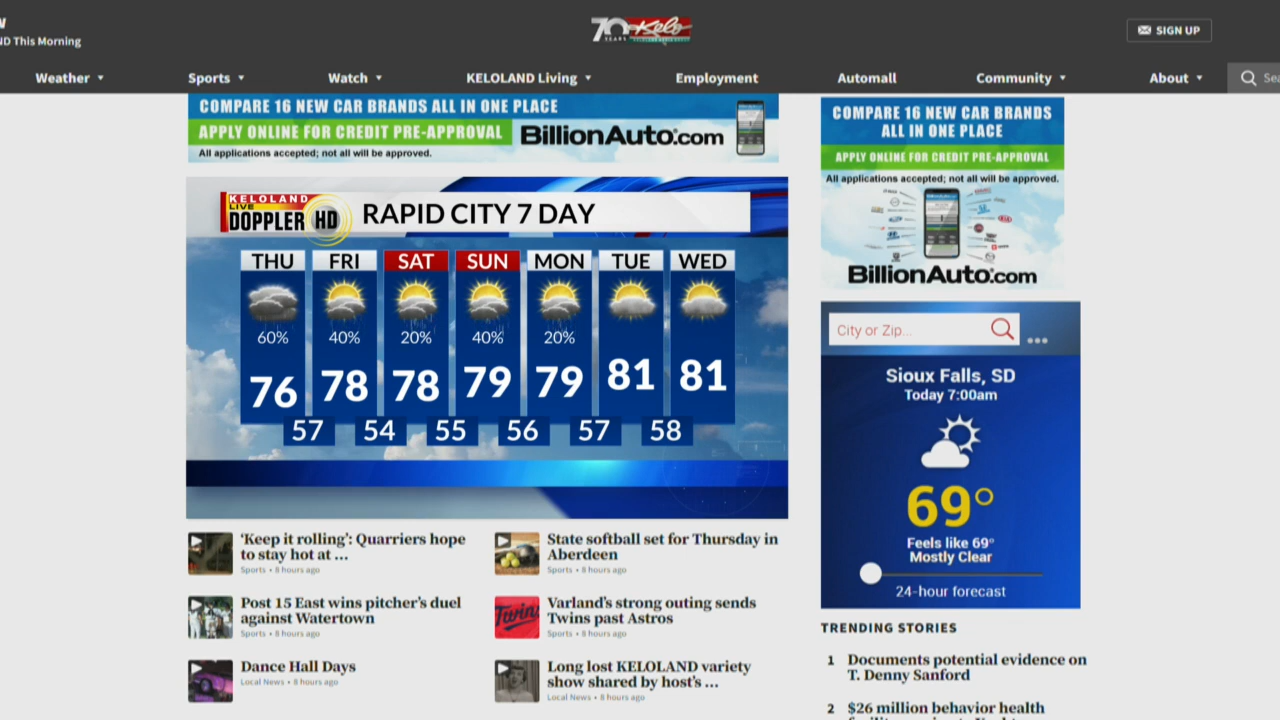 ND This Morning
70 YEARS Kelo
SIGN UP
Weather
Sports
Watch
KELOLAND Living
Employment
Automall
Community
About
Sea
COMPARE 16 NEW CAR BRANDS ALL IN ONE PLACE
APPLY ONLINE FOR CREDIT PRE-APPROVAL
BillionAuto.com
All applications accepted; not all will be approved.
KELOLAND
LIVE
DOPPLER HD
RAPID CITY 7 DAY
THU FRI SAT SUN MON TUE WED
60% 40% 20% 40% 20%
76 78 78 79 79 81 81
57 54 55 56 57 58
‘Keep it rolling’: Quarriers hope
to stay hot at ...
Sports • 8 hours ago
State softball set for Thursday in
Aberdeen
Sports • 8 hours ago
Post 15 East wins pitcher’s duel
against Watertown
Sports • 8 hours ago
Twins
Varland’s strong outing sends
Twins past Astros
Sports • 8 hours ago
Dance Hall Days
Local News • 8 hours ago
Long lost KELOLAND variety
show shared by host’s ...
Local News • 8 hours ago
COMPARE 16 NEW CAR BRANDS
ALL IN ONE PLACE
APPLY ONLINE FOR CREDIT PRE-APPROVAL
All applications accepted; not all will be approved.
BillionAuto.com
City or Zip...
Sioux Falls, SD
Today 7:00am
69°
Feels like 69°
Mostly Clear
24-hour forecast
TRENDING STORIES
1 Documents potential evidence on
T. Denny Sanford
2 $26 million behavior health